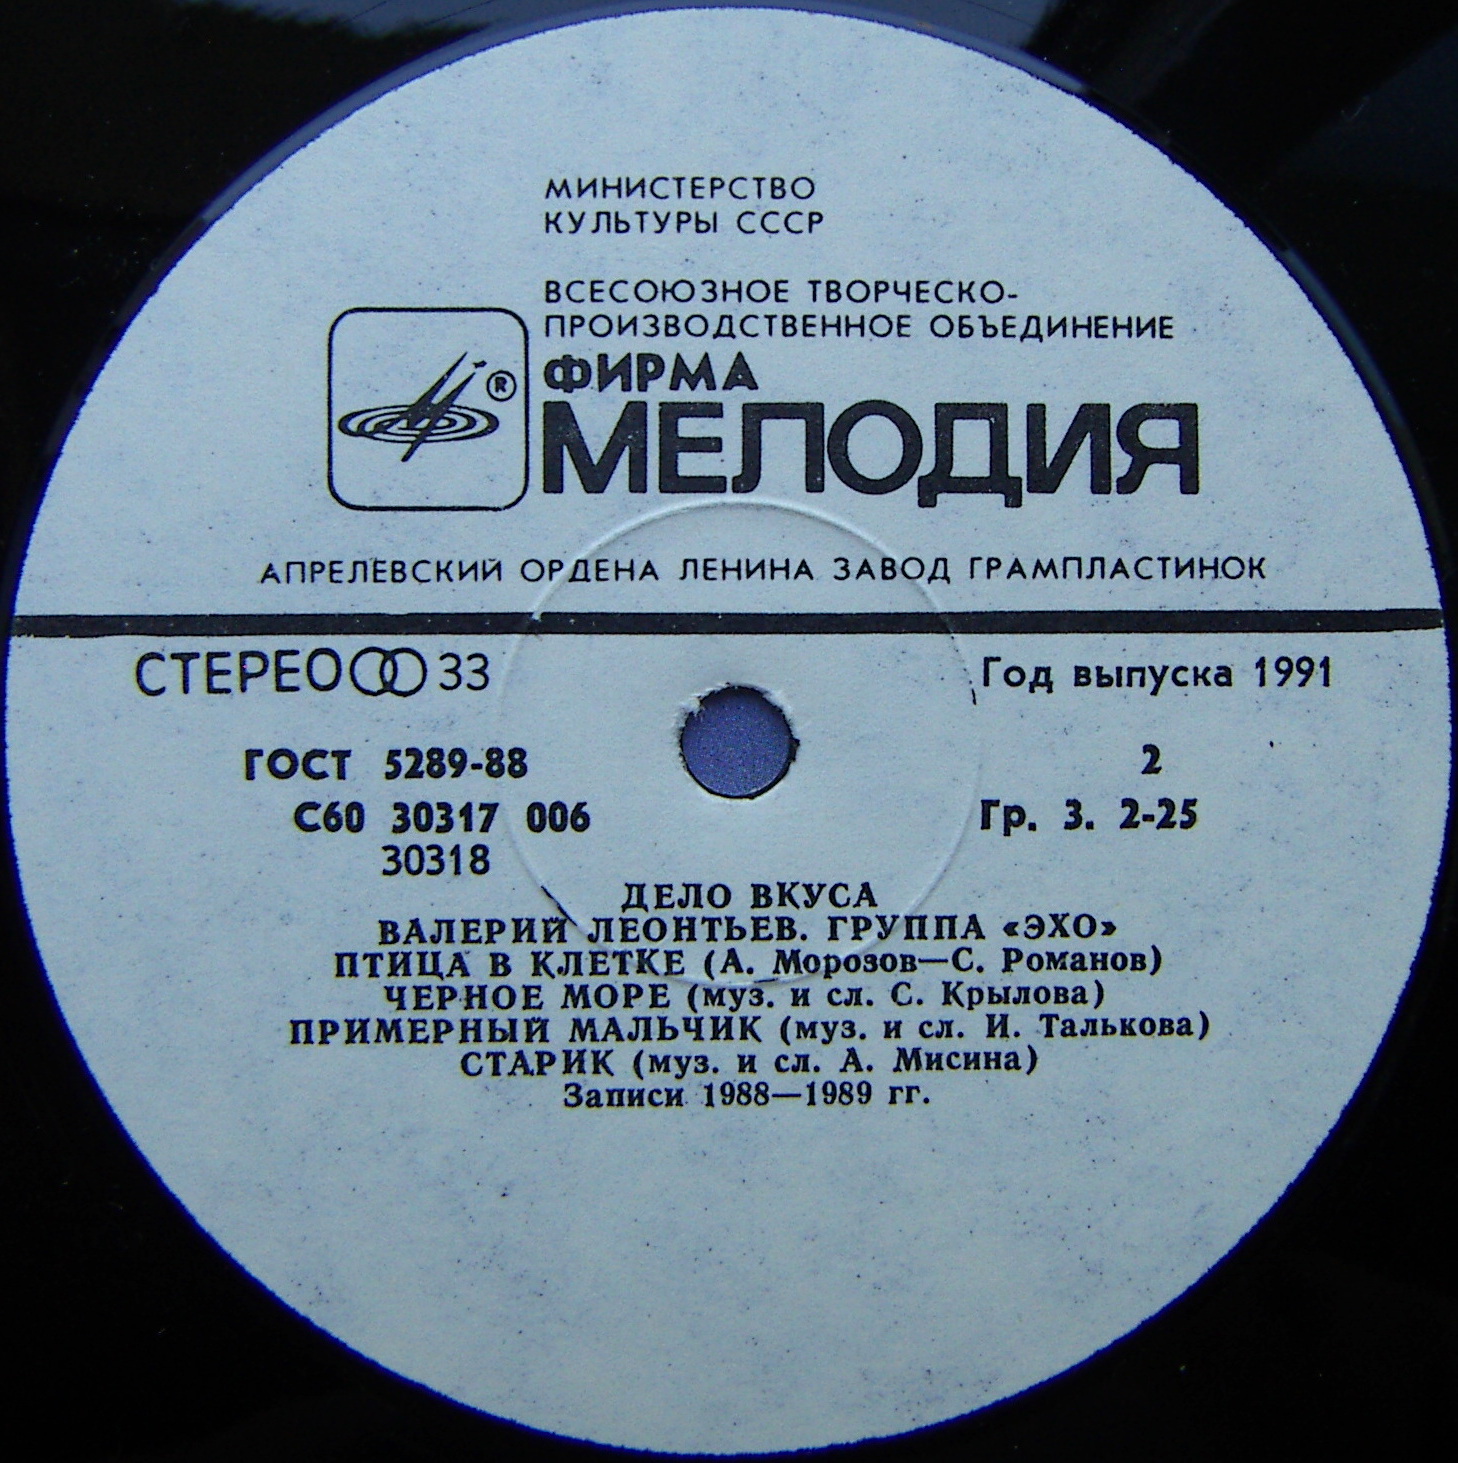 МИНИСТЕРСТВО
КУЛЬТУРЫ СССР
ВСЕСОЮЗНОЕ ТВОРЧЕСКО-
ПРОИЗВОДСТВЕННОЕ ОБЪЕДИНЕНИЕ
ФИРМА
®
МЕЛОДИЯ
АПРЕЛЕВСКИЙ ОРДЕНА ЛЕНИНА ЗАВОД ГРАМПЛАСТИНОК
СТЕРЕО 33
Год выпуска 1991
ГОСТ 5289-88
2
С60 30317 006
Гр. 3. 2-25
30318
ДЕЛО ВКУСА
ВАЛЕРИЙ ЛЕОНТЬЕВ. ГРУППА «ЭХО»
ПТИЦА В КЛЕТКЕ (А. Морозов—С. Романов)
ЧЕРНОЕ МОРЕ (муз. и сл. С. Крылова)
ПРИМЕРНЫЙ МАЛЬЧИК (муз. и сл. И. Талькова)
СТАРИК (муз. и сл. А. Мисина)
Записи 1988—1989 гг.